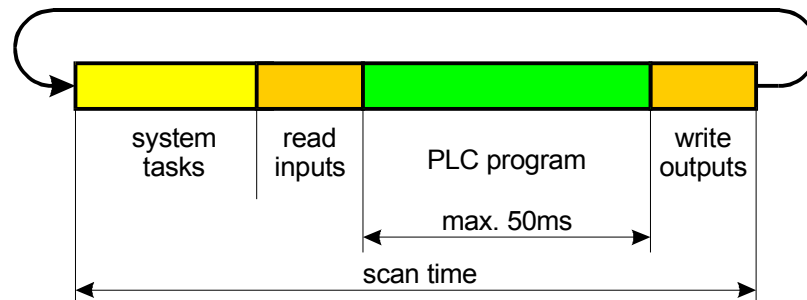 system
tasks
read
inputs
PLC program
write
outputs
max. 50ms
scan time